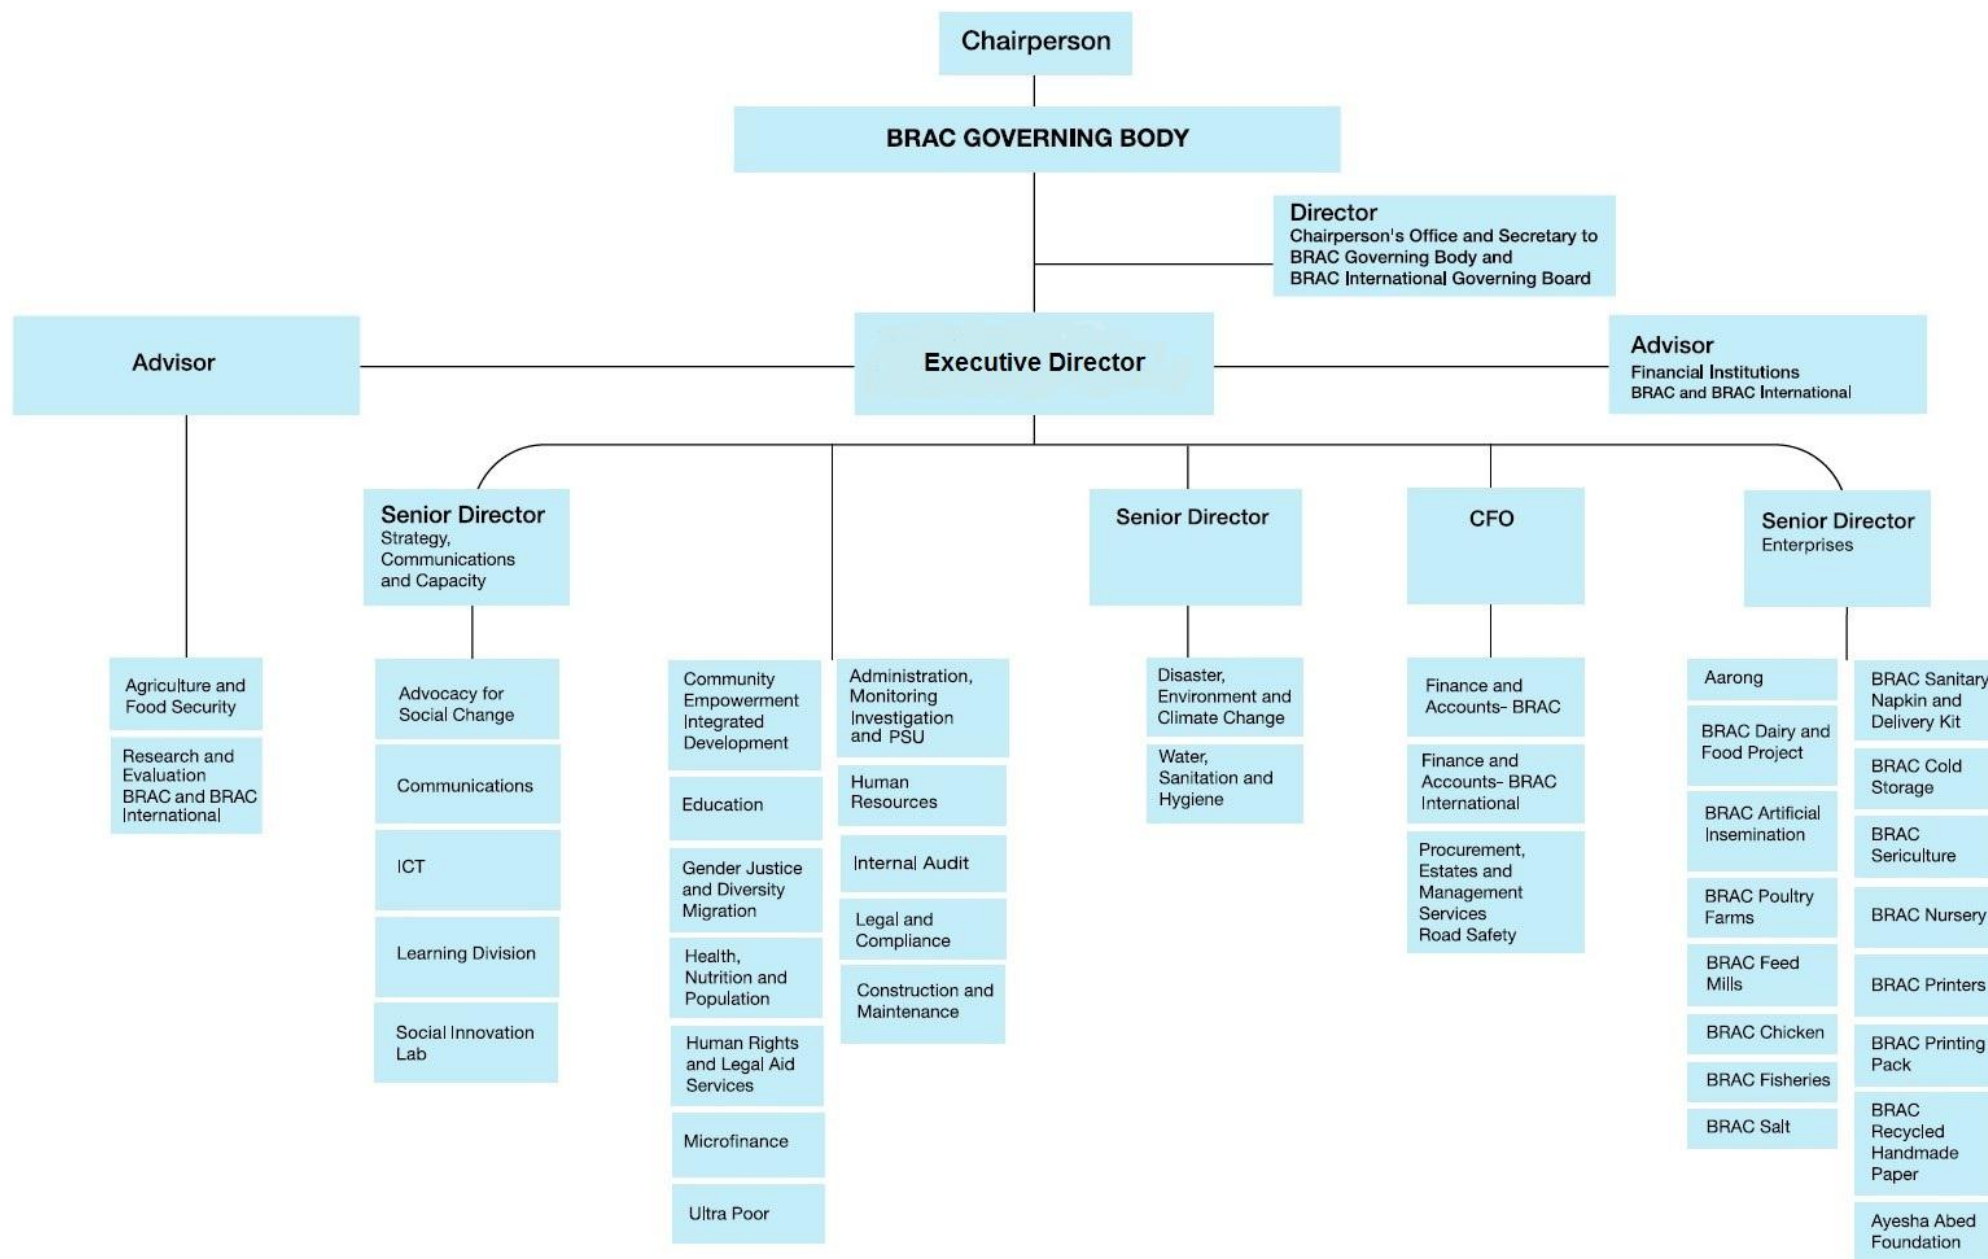 Chairperson
BRAC GOVERNING BODY
Director
Chairperson's Office and Secretary to
BRAC Governing Body and
BRAC International Governing Board
Advisor
Executive Director
Advisor
Financial Institutions
BRAC and BRAC International
Senior Director
Strategy,
Communications
and Capacity
Senior Director
CFO
Senior Director
Enterprises
Agriculture and
Food Security
Research and
Evaluation
BRAC and BRAC
International
Advocacy for
Social Change
Communications
ICT
Learning Division
Social Innovation
Lab
Community
Empowerment
Integrated
Development
Education
Gender Justice
and Diversity
Migration
Health,
Nutrition and
Population
Human Rights
and Legal Aid
Services
Microfinance
Ultra Poor
Administration,
Monitoring
Investigation
and PSU
Human
Resources
Internal Audit
Legal and
Compliance
Construction and
Maintenance
Disaster,
Environment and
Climate Change
Water,
Sanitation and
Hygiene
Finance and
Accounts- BRAC
Finance and
Accounts- BRAC
International
Procurement,
Estates and
Management
Services
Road Safety
Aarong
BRAC Dairy and
Food Project
BRAC Artificial
Insemination
BRAC Poultry
Farms
BRAC Feed
Mills
BRAC Chicken
BRAC Fisheries
BRAC Salt
BRAC Sanitary
Napkin and
Delivery Kit
BRAC Cold
Storage
BRAC
Sericulture
BRAC Nursery
BRAC Printers
BRAC Printing
Pack
BRAC
Recycled
Handmade
Paper
Ayesha Abed
Foundation